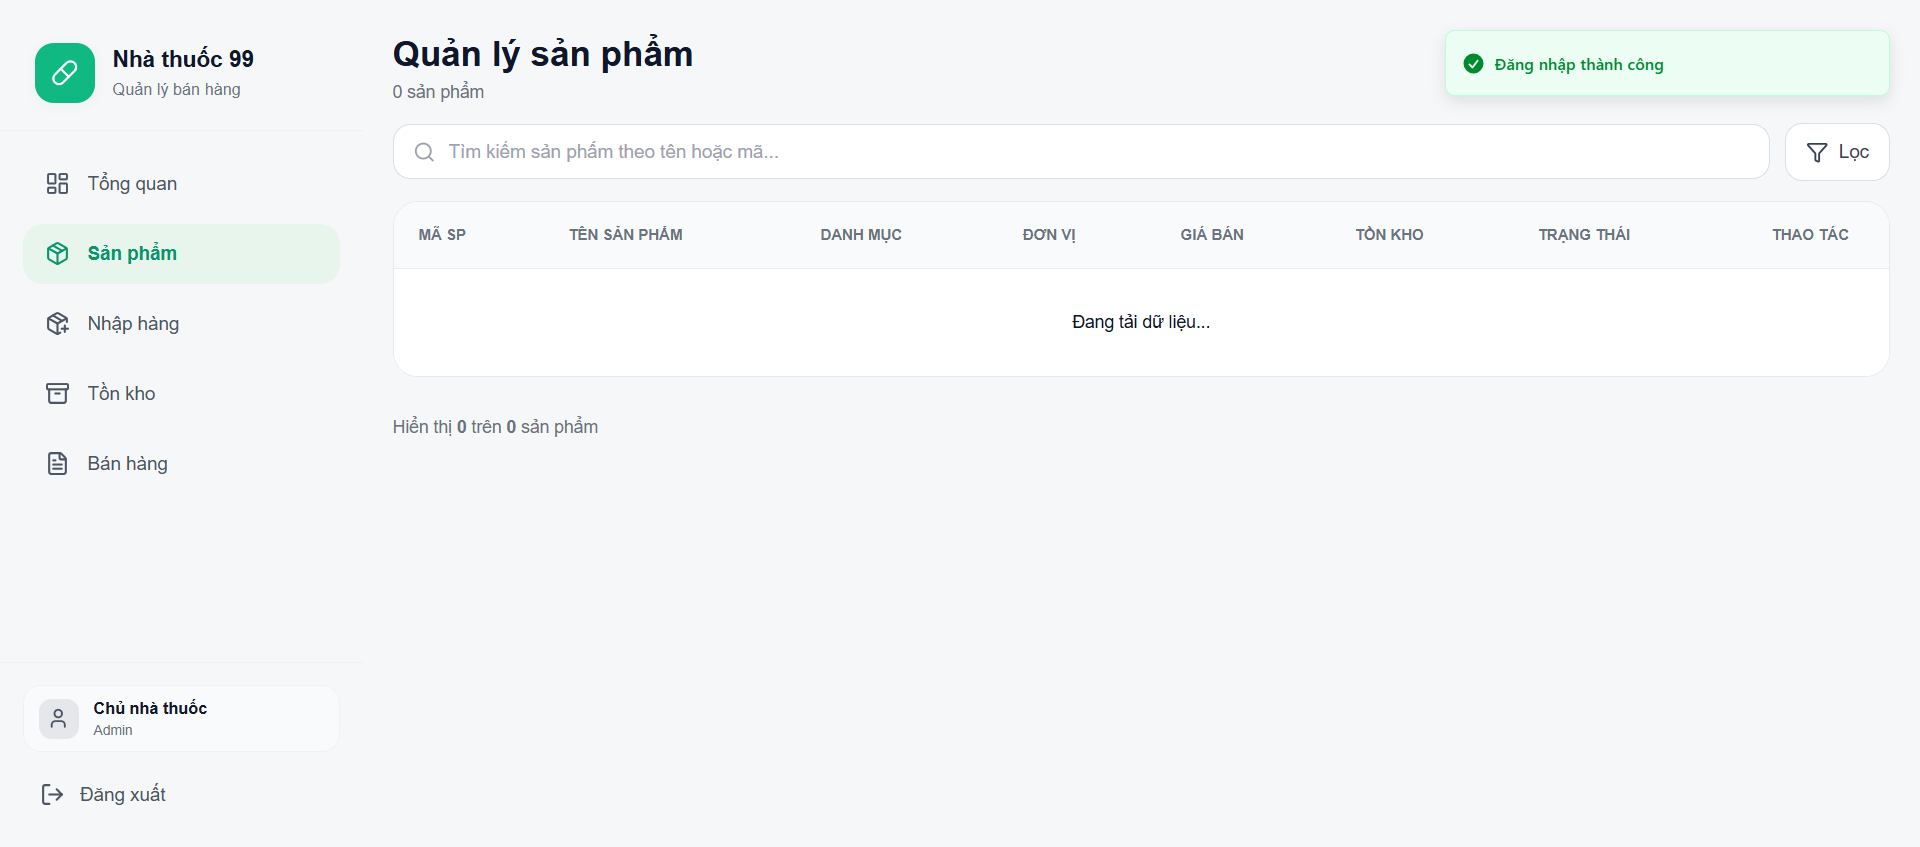 Nhà thuốc 99
Quản lý bán hàng
Tổng quan
Sản phẩm
Nhập hàng
Tồn kho
Bán hàng
Chủ nhà thuốc
Admin
Đăng xuất
Quản lý sản phẩm
0 sản phẩm
Đăng nhập thành công
Tìm kiếm sản phẩm theo tên hoặc mã...
Lọc
MÃ SP TÊN SẢN PHẨM DANH MỤC ĐƠN VỊ GIÁ BÁN TỒN KHO TRẠNG THÁI THAO TÁC
Đang tải dữ liệu...
Hiển thị 0 trên 0 sản phẩm